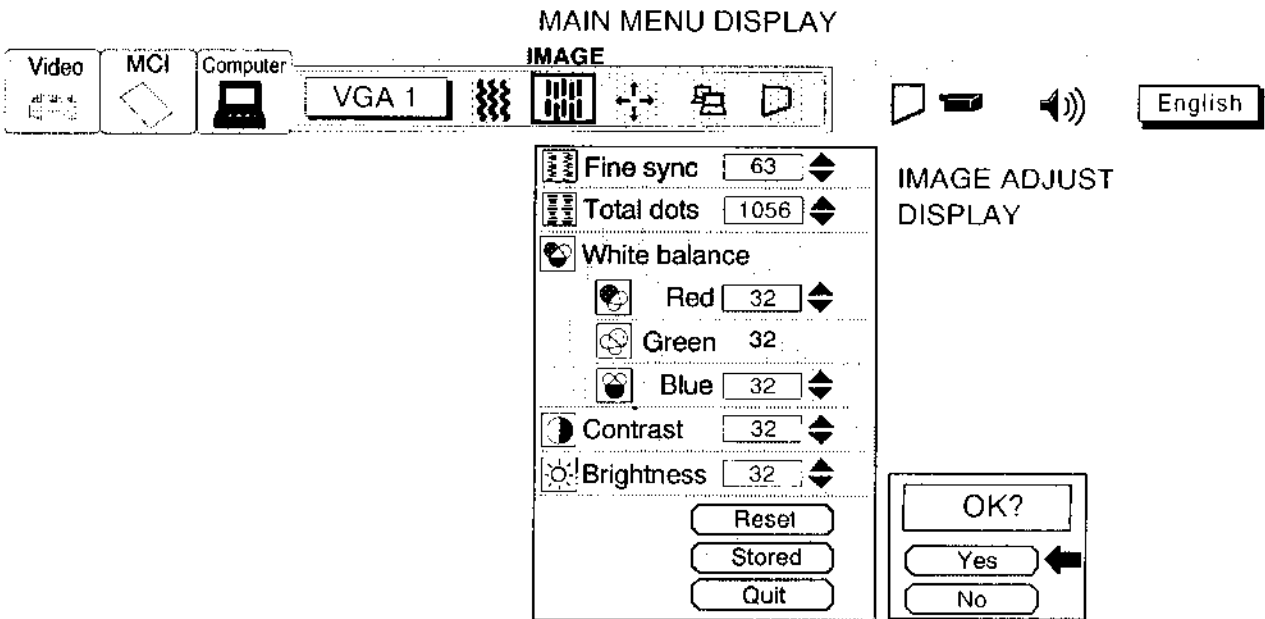 MAIN MENU DISPLAY
IMAGE
Video MCI Computer VGA 1 English
Fine sync 63
Total dots 1056
White balance
Red 32
Green 32
Blue 32
Contrast 32
Brightness 32
Reset
Stored
Quit
IMAGE ADJUST
DISPLAY
OK?
Yes
No